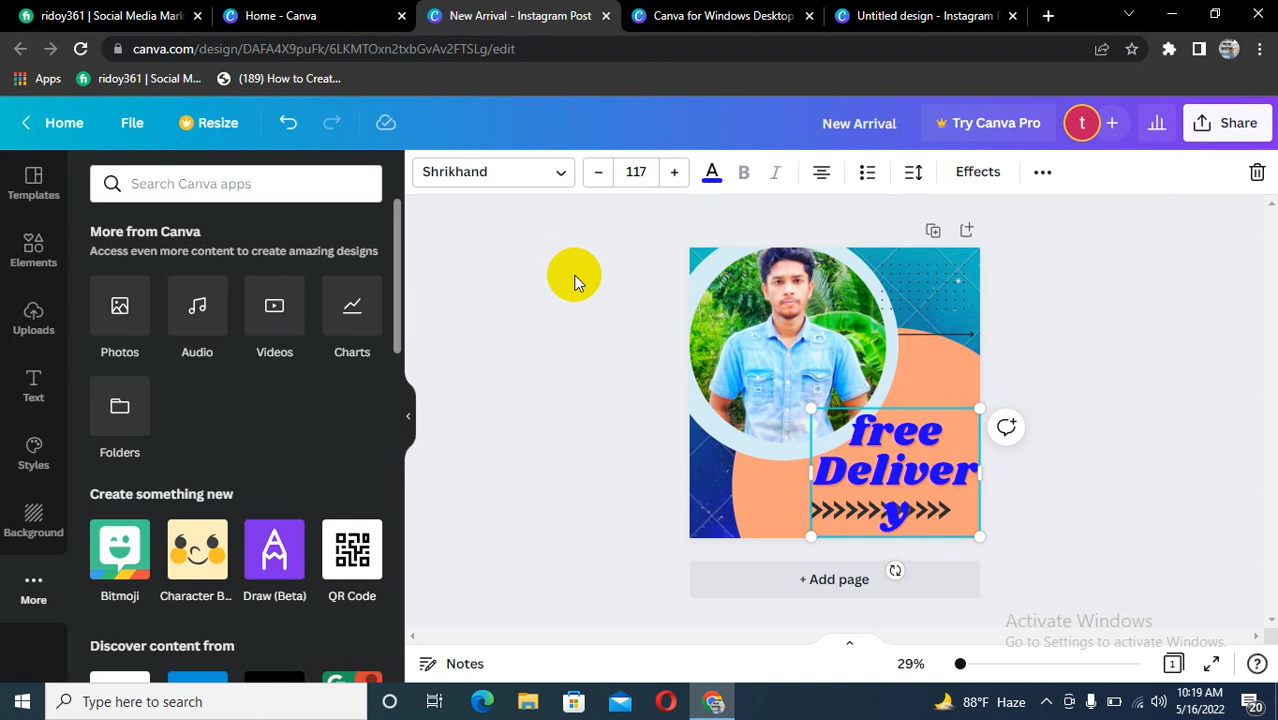 ridoy361 | Social Media Mark
Home - Canva
New Arrival - Instagram Post
Canva for Windows Desktop
Untitled design - Instagram P
canva.com/design/DAFA4X9puFk/6LKMTOxn2txbGvAv2FTSLg/edit
Apps
ridoy361 | Social M...
(189) How to Creat...
Home
File
Resize
New Arrival
Try Canva Pro
t
Share
Templates
Elements
Uploads
Text
Styles
Background
More
Search Canva apps
More from Canva
Access even more content to create amazing designs
Photos
Audio
Videos
Charts
Folders
Create something new
Bitmoji
Character B...
Draw (Beta)
QR Code
Discover content from
Shrikhand
117
A
B
I
Effects
free
Deliver
y
+ Add page
Activate Windows
Go to Settings to activate Windows.
Notes
29%
1
Type here to search
88°F Haze
10:19 AM
5/16/2022
20